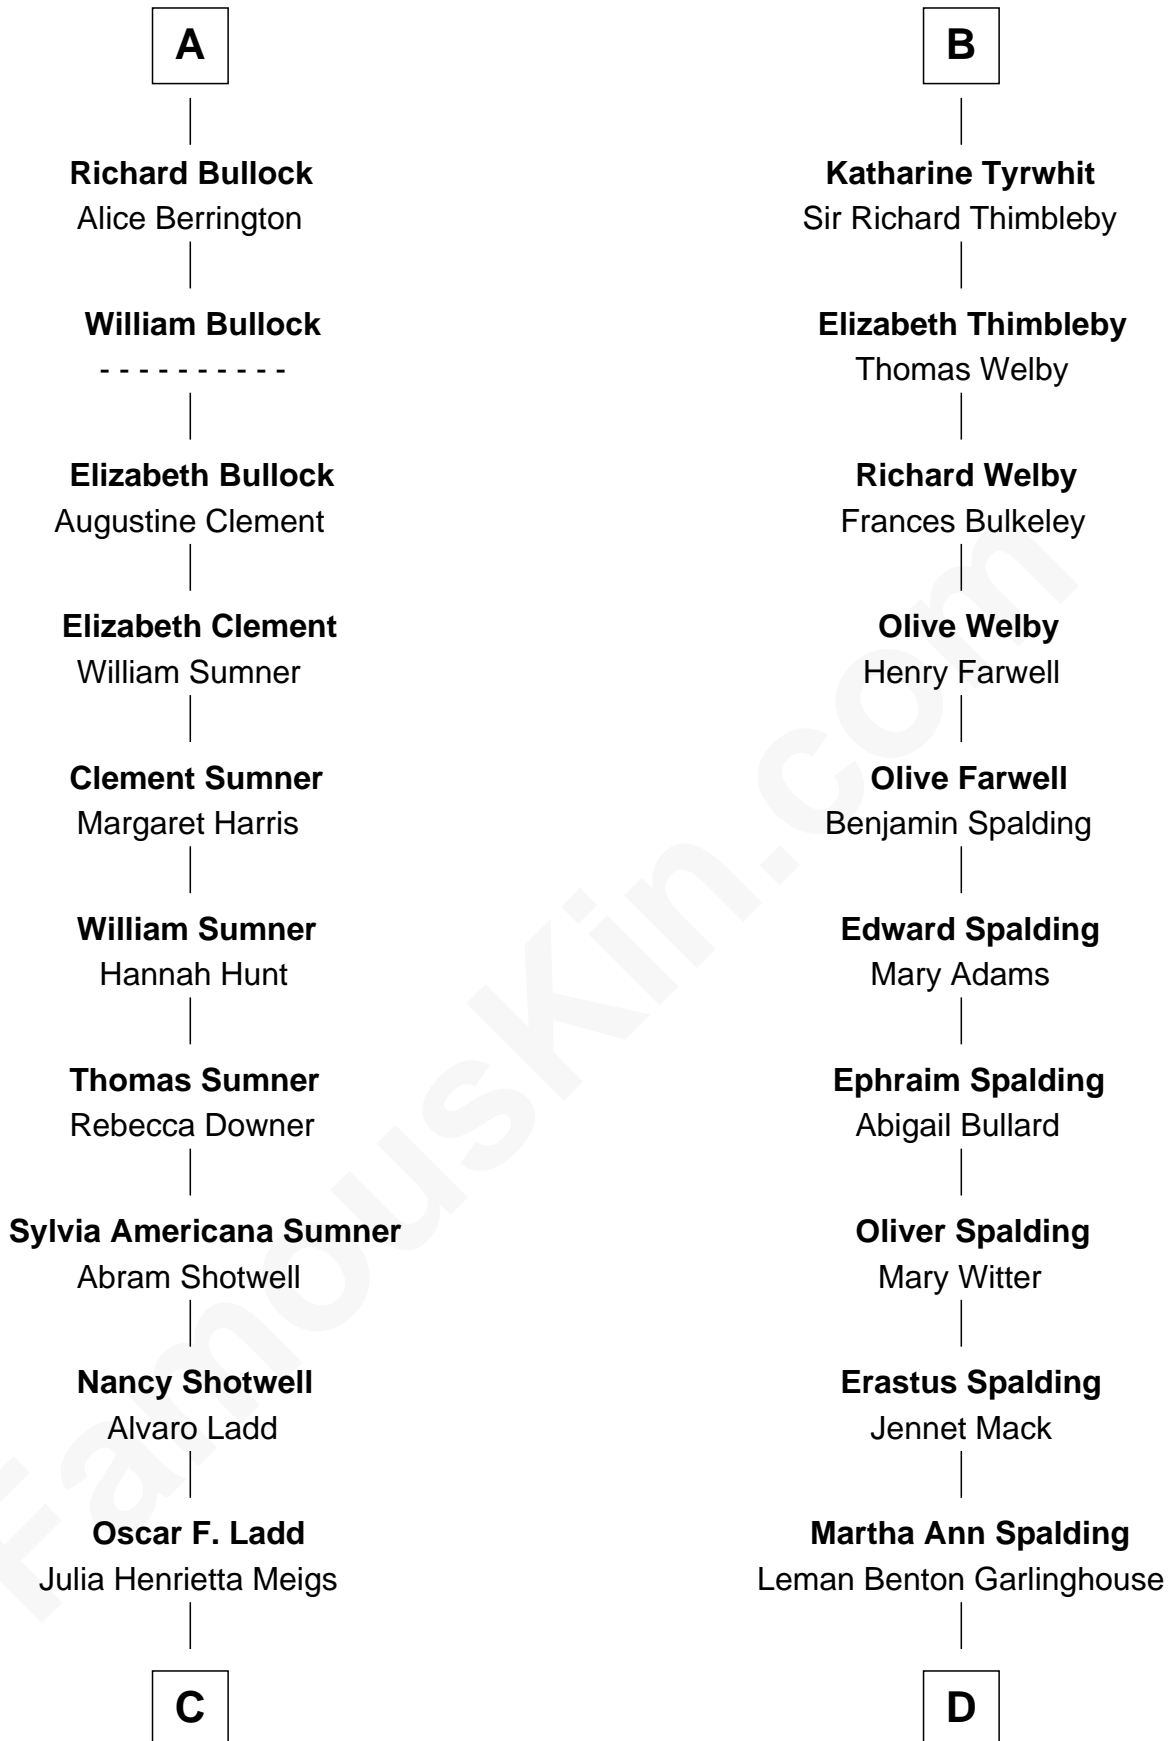 A
Richard Bullock
Alice Berrington
William Bullock
- - - - - - - - - -
Elizabeth Bullock
Augustine Clement
Elizabeth Clement
William Sumner
Clement Sumner
Margaret Harris
William Sumner
Hannah Hunt
Thomas Sumner
Rebecca Downer
Sylvia Americana Sumner
Abram Shotwell
Nancy Shotwell
Alvaro Ladd
Oscar F. Ladd
Julia Henrietta Meigs
C
B
Katharine Tyrwhit
Sir Richard Thimbleby
Elizabeth Thimbleby
Thomas Welby
Richard Welby
Frances Bulkeley
Olive Welby
Henry Farwell
Olive Farwell
Benjamin Spalding
Edward Spalding
Mary Adams
Ephraim Spalding
Abigail Bullard
Oliver Spalding
Mary Witter
Erastus Spalding
Jennet Mack
Martha Ann Spalding
Leman Benton Garlinghouse
D
FamousKin.com